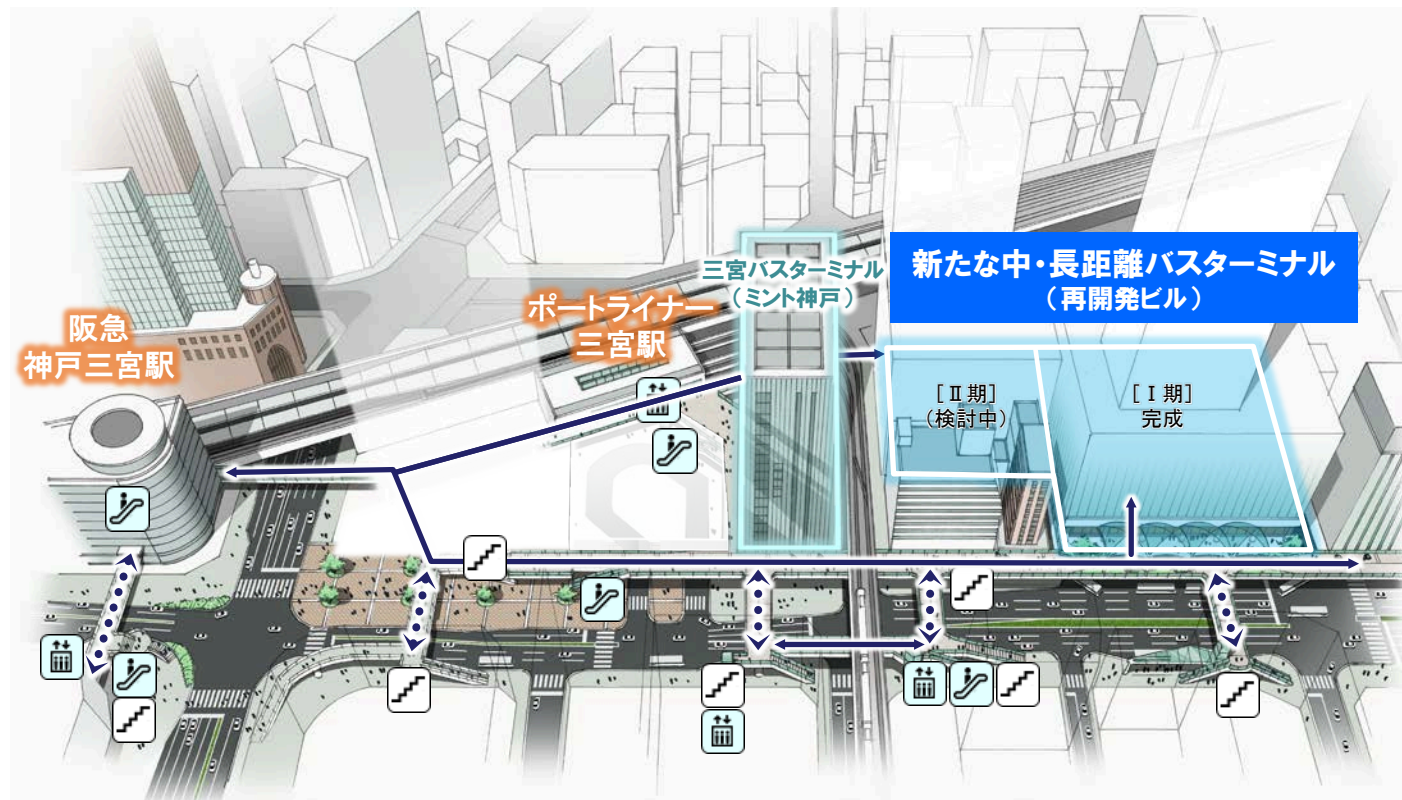 新たな中・長距離バスターミナル
（再開発ビル）
三宮バスターミナル
（ミント神戸）
ポートライナー
三宮駅
阪急
神戸三宮駅
［Ⅱ期］
（検討中）
［Ⅰ期］
完成